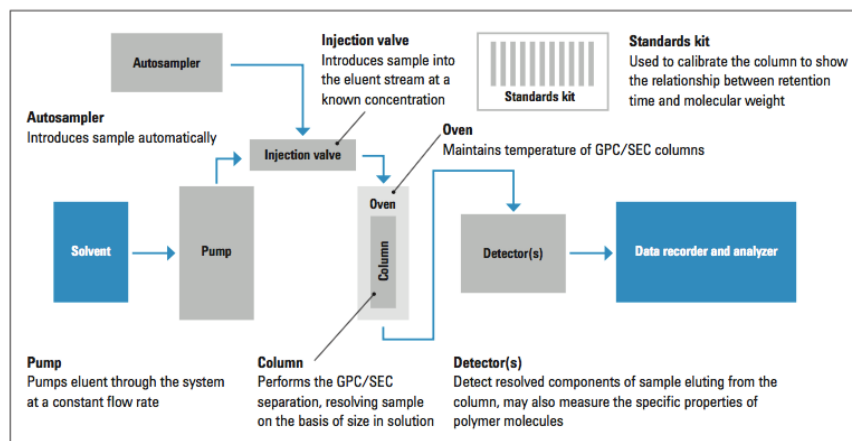 Autosampler
Injection valve
Introduces sample into
the eluent stream at a
known concentration
Standards kit
Standards kit
Used to calibrate the column to show
the relationship between retention
time and molecular weight
Autosampler
Introduces sample automatically
Injection valve
Oven
Maintains temperature of GPC/SEC columns
Solvent
Pump
Oven
Column
Detector(s)
Data recorder and analyzer
Pump
Pumps eluent through the system
at a constant flow rate
Column
Performs the GPC/SEC
separation, resolving sample
on the basis of size in solution
Detector(s)
Detect resolved components of sample eluting from the
column, may also measure the specific properties of
polymer molecules